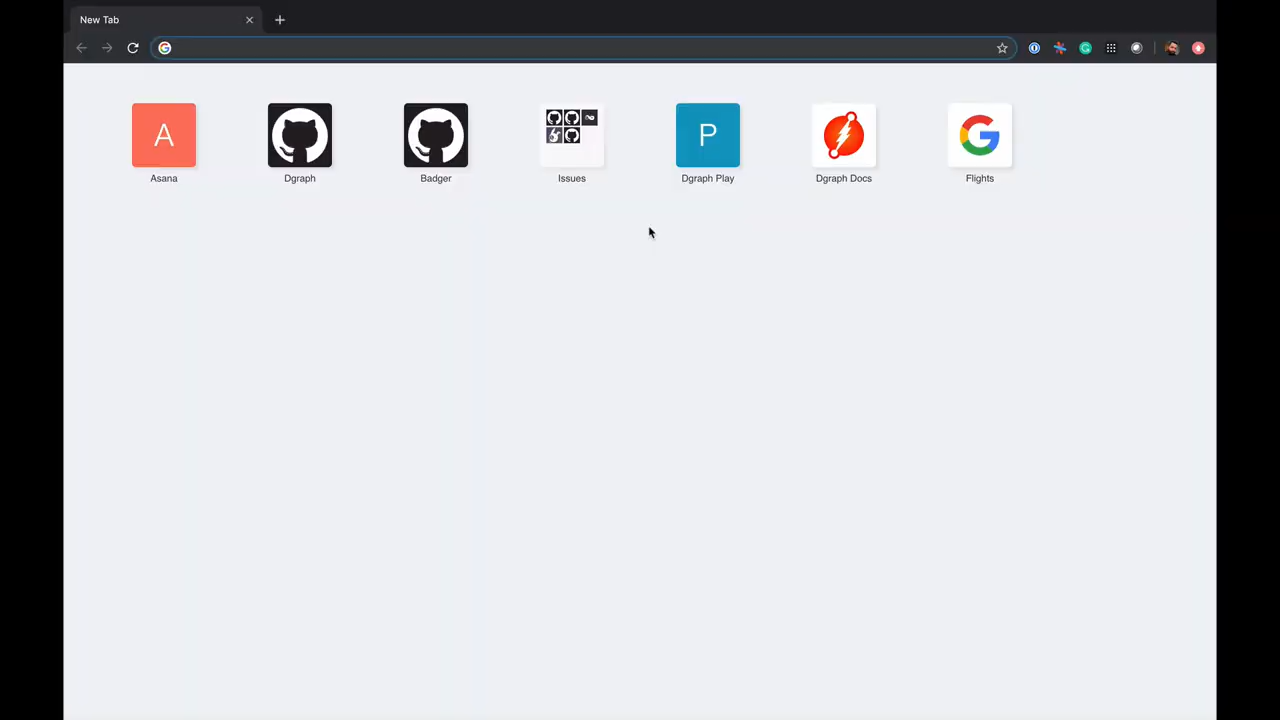 New Tab
A
P
Asana
Dgraph
Badger
Issues
Dgraph Play
Dgraph Docs
Flights